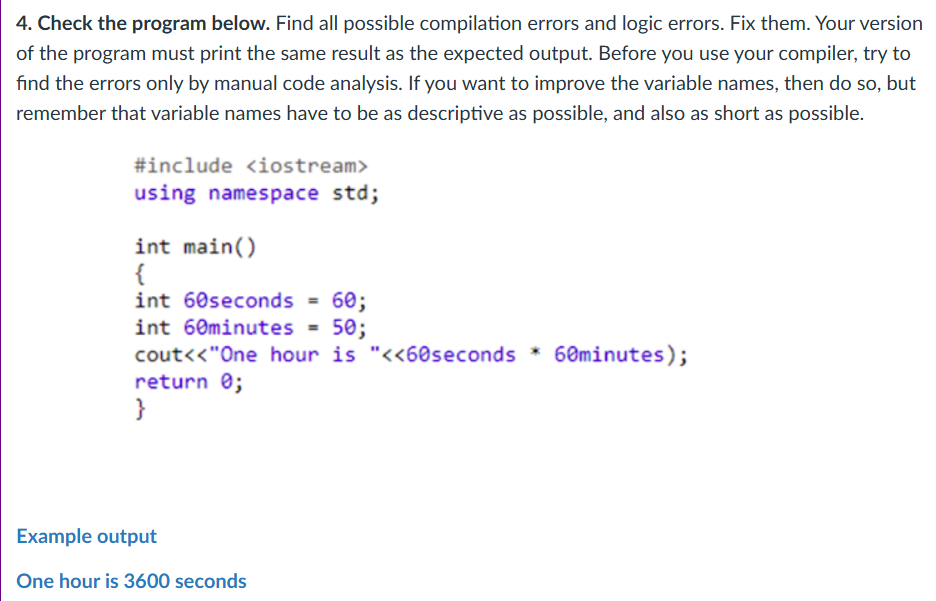 4. Check the program below. Find all possible compilation errors and logic errors. Fix them. Your version
of the program must print the same result as the expected output. Before you use your compiler, try to
find the errors only by manual code analysis. If you want to improve the variable names, then do so, but
remember that variable names have to be as descriptive as possible, and also as short as possible.
#include <iostream>
using namespace std;
int main()
{
int 60seconds = 60;
int 60minutes = 50;
cout<<"One hour is "<<60seconds * 60minutes);
return 0;
}
Example output
One hour is 3600 seconds